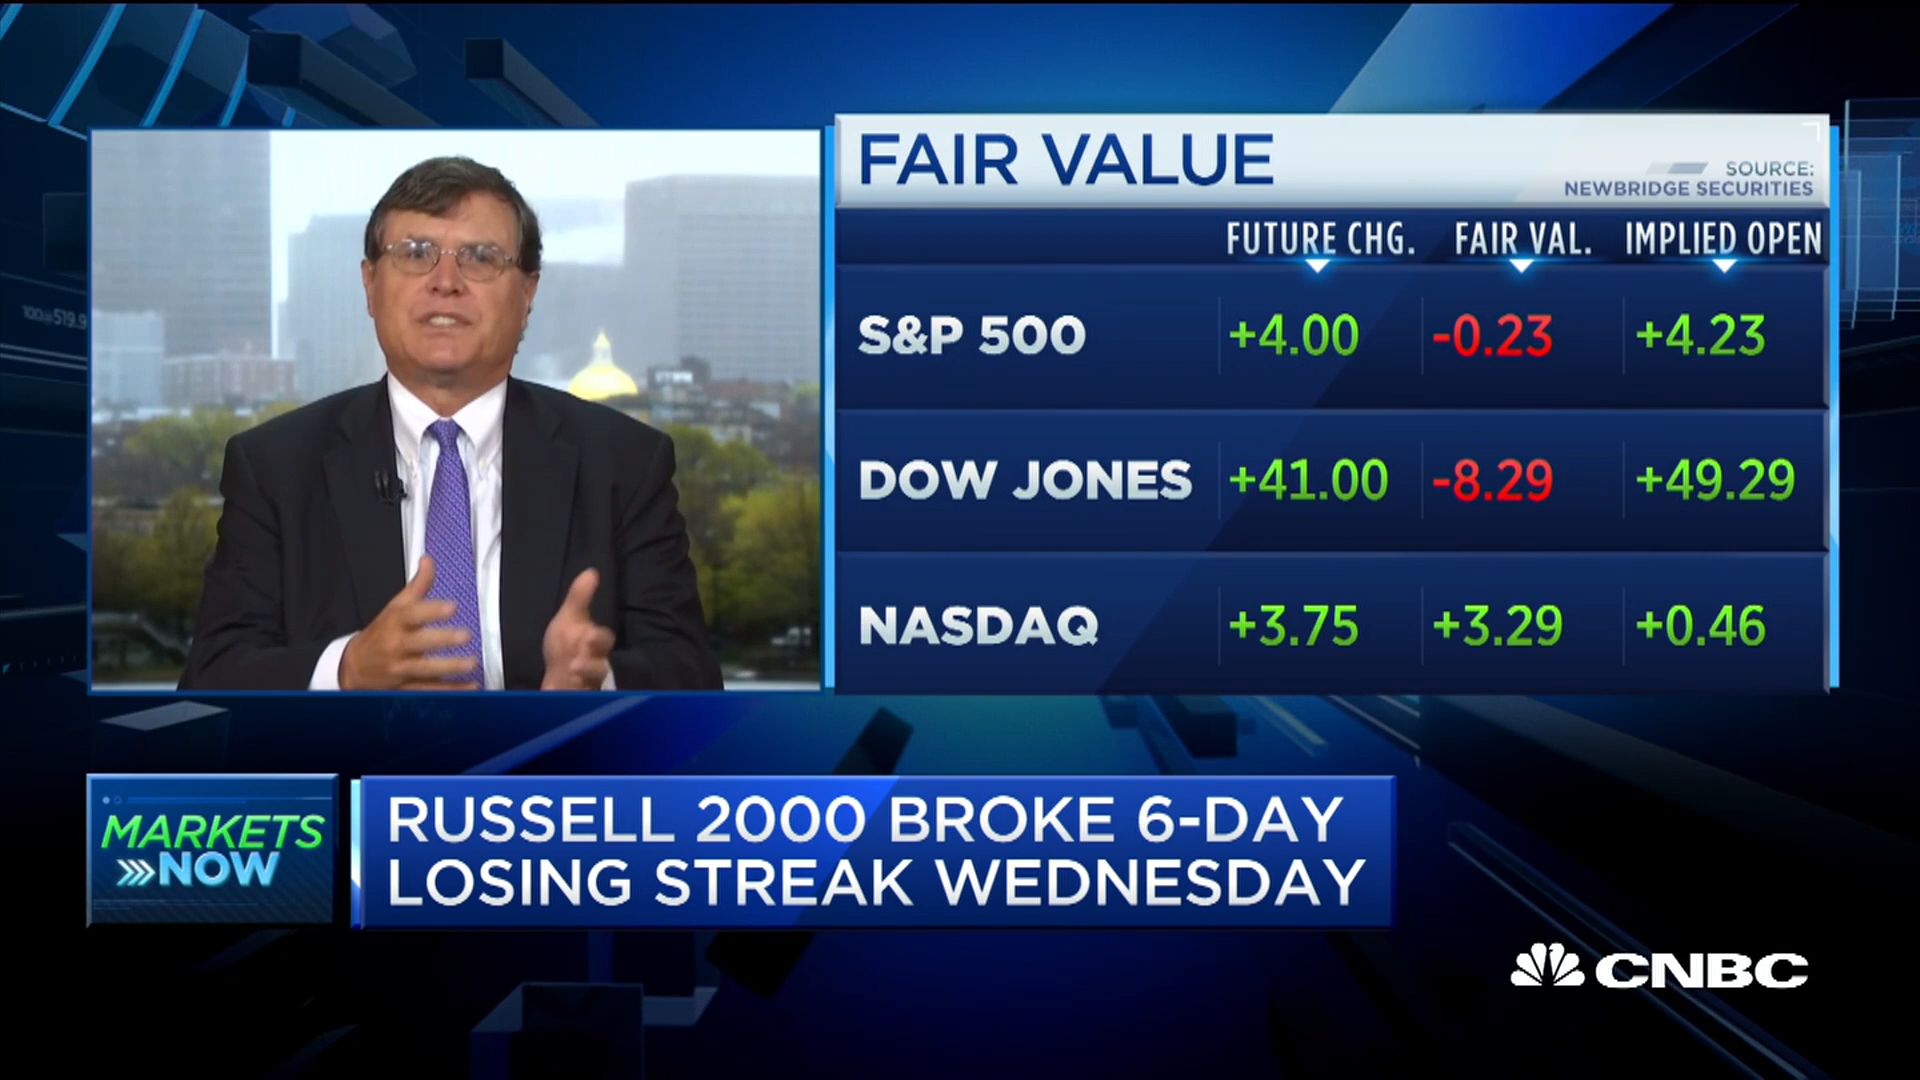 FAIR VALUE
SOURCE:
NEWBRIDGE SECURITIES
FUTURE CHG. FAIR VAL. IMPLIED OPEN
S&P 500 +4.00 -0.23 +4.23
DOW JONES +41.00 -8.29 +49.29
NASDAQ +3.75 +3.29 +0.46
MARKETS
NOW
RUSSELL 2000 BROKE 6-DAY
LOSING STREAK WEDNESDAY
CNBC